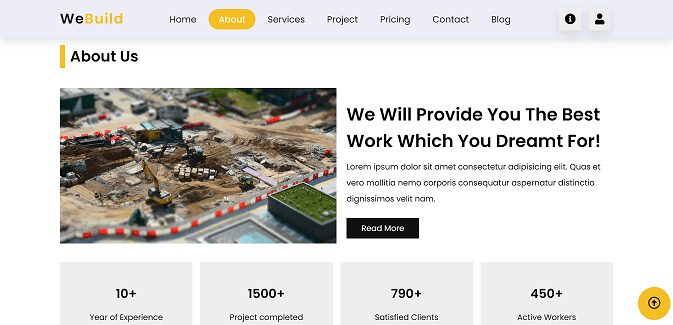 WeBuild
Home About Services Project Pricing Contact Blog
About Us
We Will Provide You The Best
Work Which You Dreamt For!
Lorem ipsum dolor sit amet consectetur adipisicing elit. Quas et
vero mollitia nemo corporis consequatur aspernatur distinctio
dignissimos velit nam.
Read More
10+ 1500+ 790+ 450+
Year of Experience Project completed Satisfied Clients Active Workers